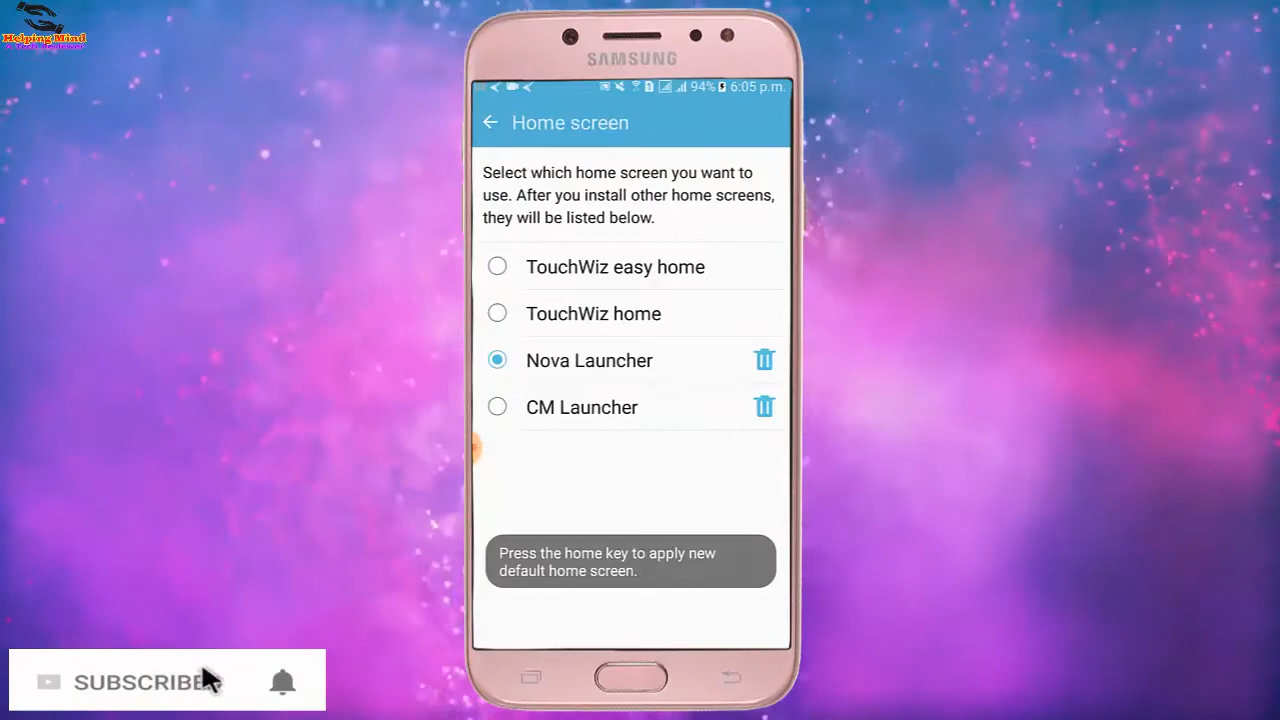 Helping Mind
SAMSUNG
94% 6:05 p.m.
Home screen
Select which home screen you want to
use. After you install other home screens,
they will be listed below.
TouchWiz easy home
TouchWiz home
Nova Launcher
CM Launcher
Press the home key to apply new
default home screen.
SUBSCRIBE